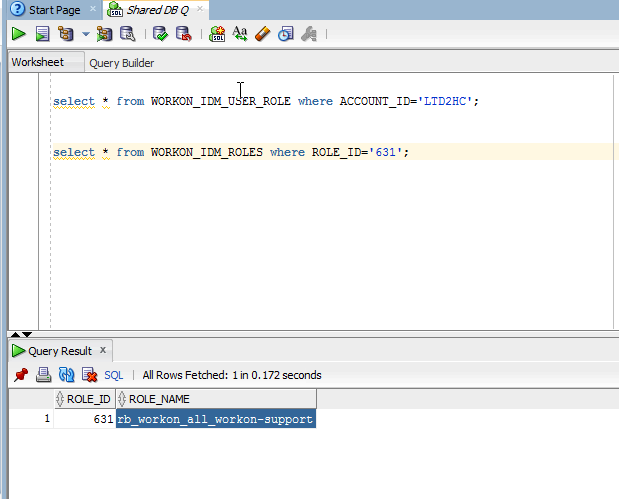 Start Page
Shared DB Q
Worksheet
Query Builder
select * from WORKON_IDM_USER_ROLE where ACCOUNT_ID='LTD2HC';
select * from WORKON_IDM_ROLES where ROLE_ID='631';
Query Result x
SQL | All Rows Fetched: 1 in 0.172 seconds
ROLE_ID ROLE_NAME
1 631 rb_workon_all_workon-support